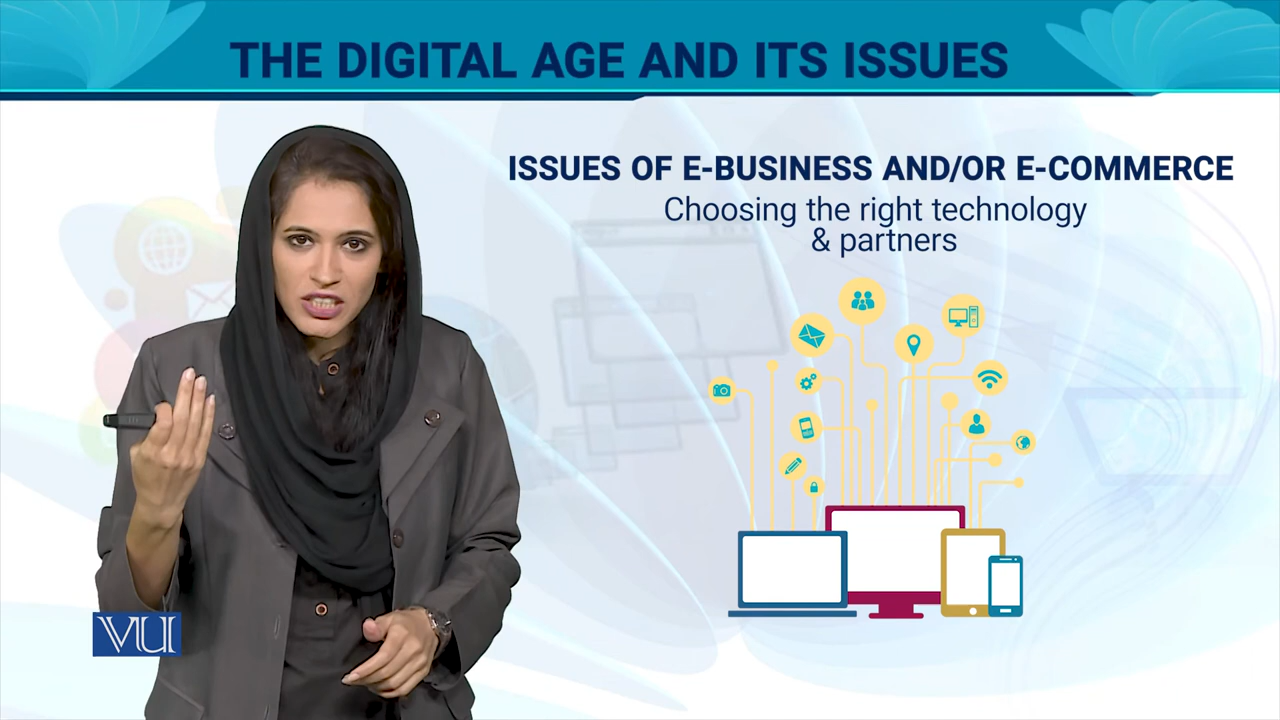 THE DIGITAL AGE AND ITS ISSUES
ISSUES OF E-BUSINESS AND/OR E-COMMERCE
Choosing the right technology
& partners
VU